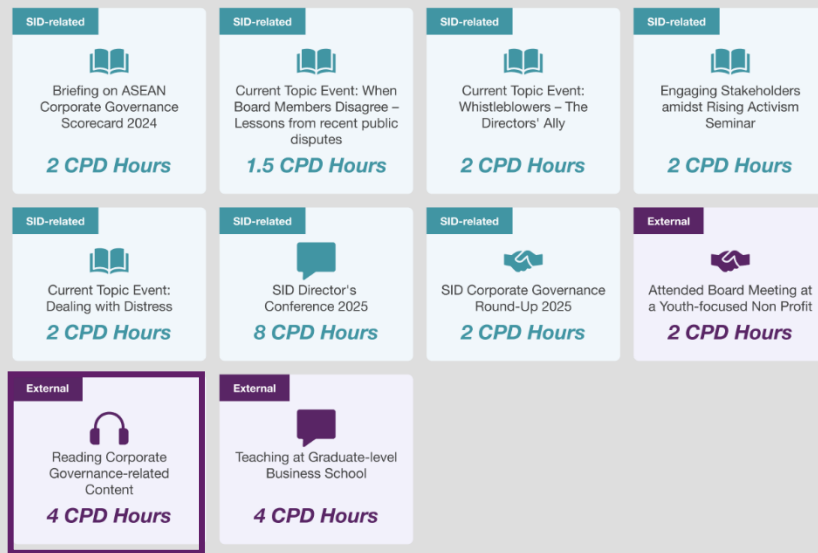 SID-related
Briefing on ASEAN
Corporate Governance
Scorecard 2024
2 CPD Hours
SID-related
Current Topic Event: When
Board Members Disagree –
Lessons from recent public
disputes
1.5 CPD Hours
SID-related
Current Topic Event:
Whistleblowers – The
Directors' Ally
2 CPD Hours
SID-related
Engaging Stakeholders
amidst Rising Activism
Seminar
2 CPD Hours
SID-related
Current Topic Event:
Dealing with Distress
2 CPD Hours
SID-related
SID Director's
Conference 2025
8 CPD Hours
SID-related
SID Corporate Governance
Round-Up 2025
2 CPD Hours
External
Attended Board Meeting at
a Youth-focused Non Profit
2 CPD Hours
External
Reading Corporate
Governance-related
Content
4 CPD Hours
External
Teaching at Graduate-level
Business School
4 CPD Hours